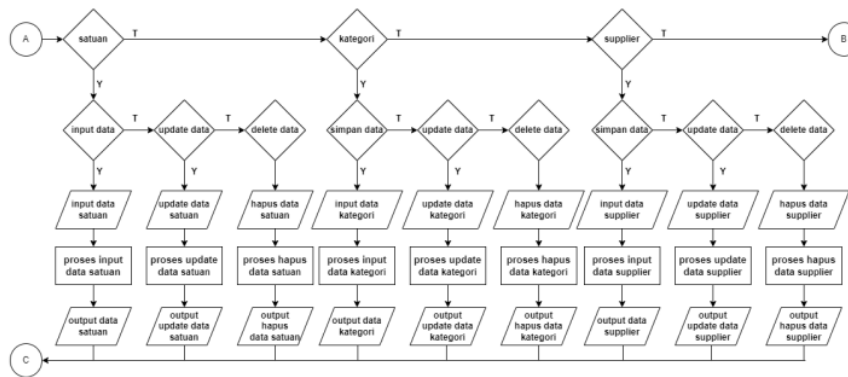 A
satuan
T
kategori
T
supplier
T
B
Y
Y
Y
input data
T
update data
T
delete data
simpan data
T
update data
T
delete data
simpan data
T
update data
T
delete data
Y
Y
Y
Y
Y
Y
input data
satuan
update data
satuan
hapus data
satuan
input data
kategori
update data
kategori
hapus data
kategori
input data
supplier
update data
supplier
hapus data
supplier
proses input
data satuan
proses update
data satuan
proses hapus
data satuan
proses input
data kategori
proses update
data kategori
proses hapus
data kategori
proses input
data supplier
proses update
data supplier
proses hapus
data supplier
output data
satuan
output
update data
satuan
output
hapus
data satuan
output data
kategori
output
update data
kategori
output
hapus data
kategori
output data
supplier
output
update data
supplier
output
hapus data
supplier
C